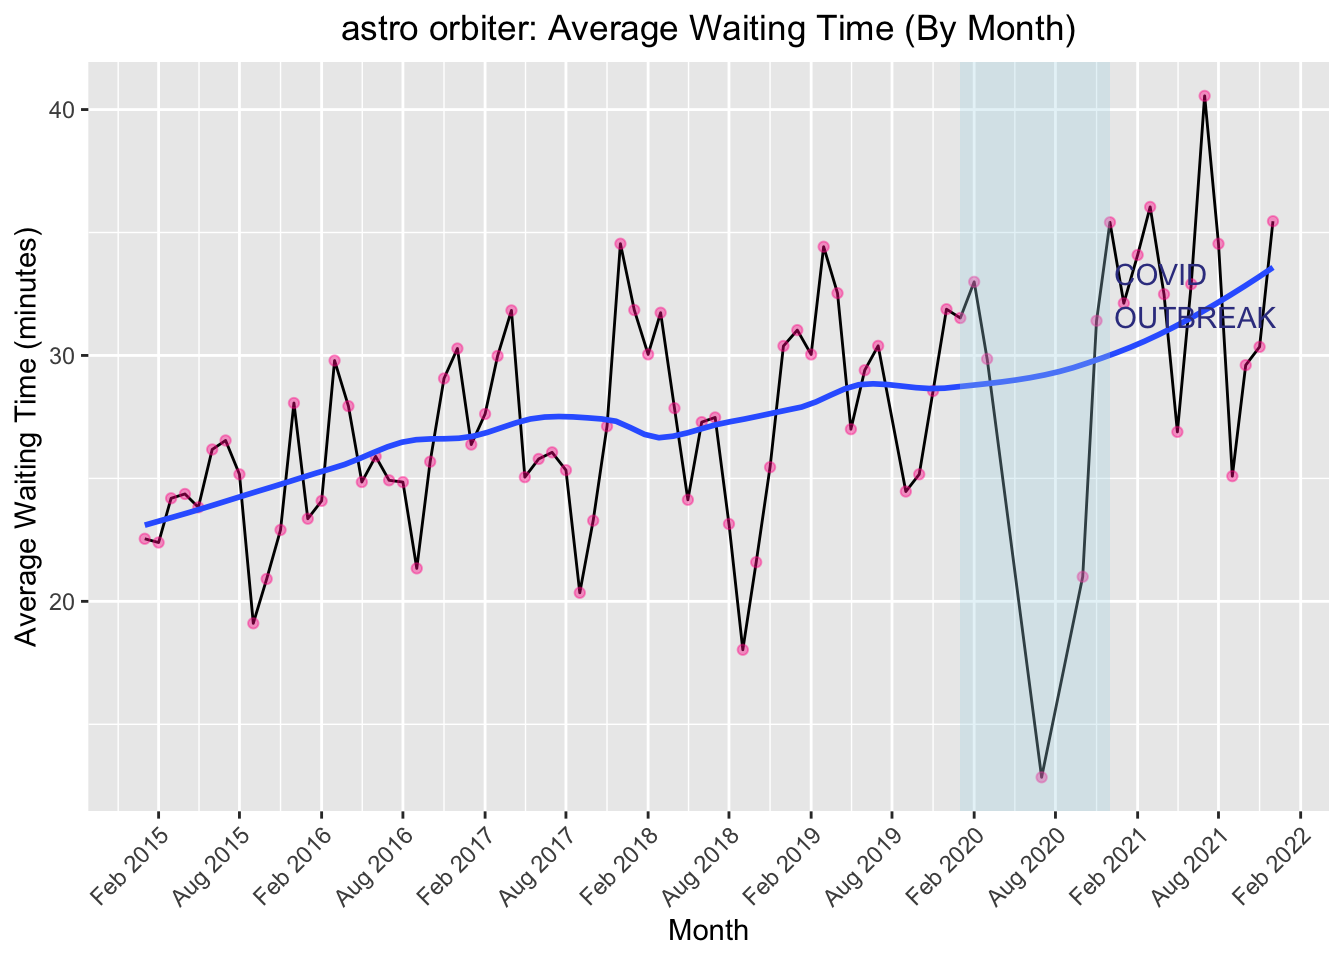 astro orbiter: Average Waiting Time (By Month)
Average Waiting Time (minutes)
40
30
20
COVID
OUTBREAK
Feb 2015
Aug 2015
Feb 2016
Aug 2016
Feb 2017
Aug 2017
Feb 2018
Aug 2018
Feb 2019
Aug 2019
Feb 2020
Aug 2020
Feb 2021
Aug 2021
Feb 2022
Month